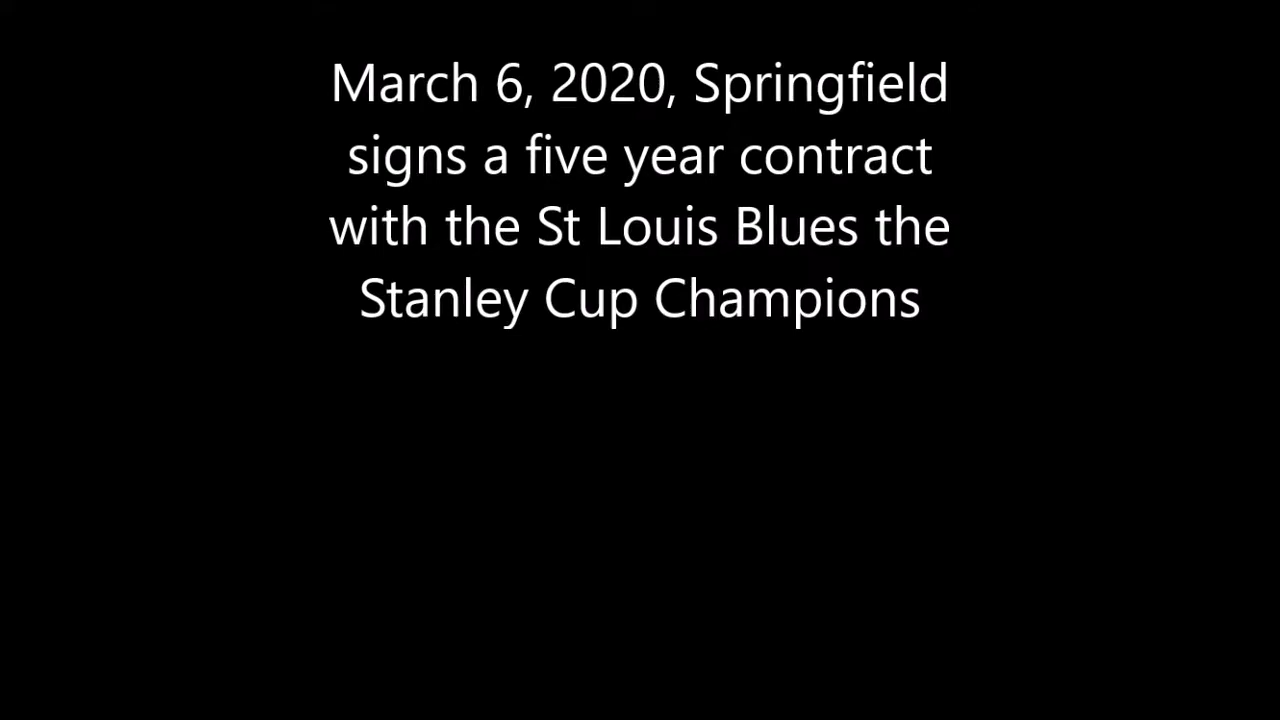 March 6, 2020, Springfield
signs a five year contract
with the St Louis Blues the
Stanley Cup Champions